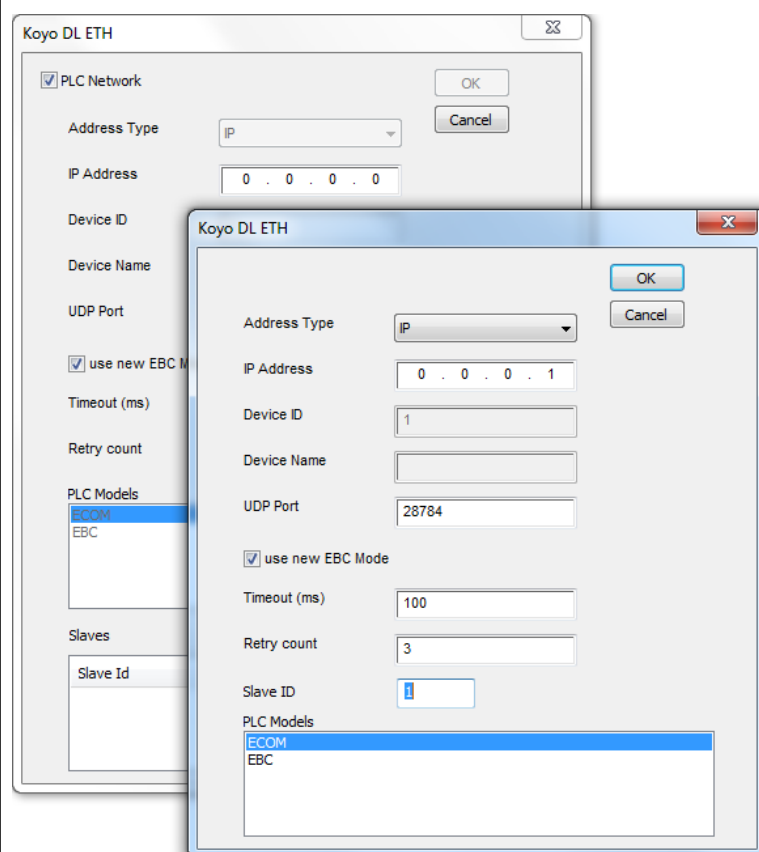 Koyo DL ETH
PLC Network
OK
Address Type
IP
Cancel
IP Address
0 . 0 . 0 . 0
Device ID
Device Name
UDP Port
use new EBC M
Timeout (ms)
Retry count
PLC Models
ECOM
EBC
Slaves
Slave Id
Koyo DL ETH
OK
Address Type
IP
Cancel
IP Address
0 . 0 . 0 . 1
Device ID
1
Device Name
UDP Port
28784
use new EBC Mode
Timeout (ms)
100
Retry count
3
Slave ID
1
PLC Models
ECOM
EBC